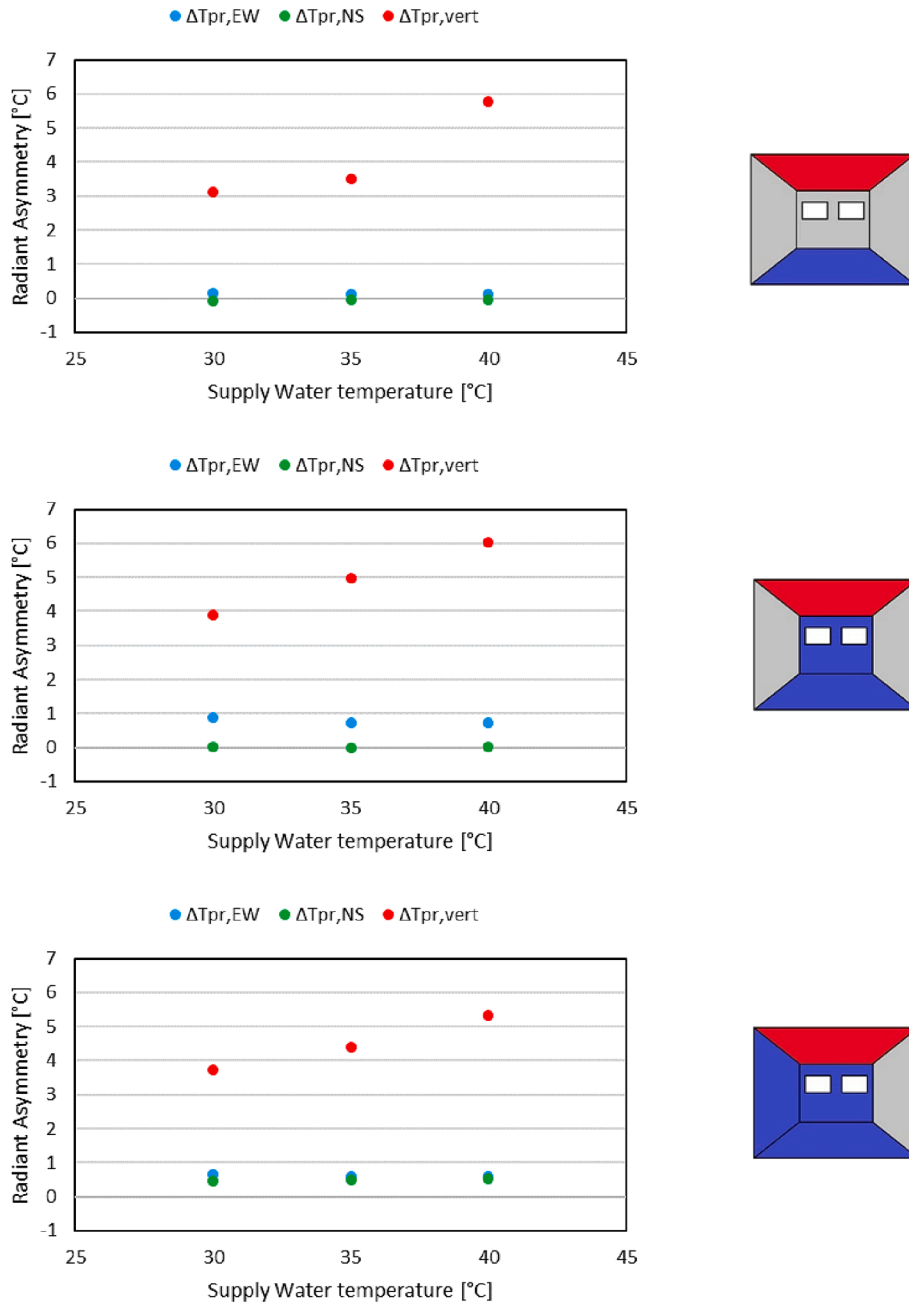 ΔTpr,EW ΔTpr,NS ΔTpr,vert
7
6
5
4
3
2
1
0
-1
Radiant Asymmetry [°C]
25 30 35 40 45
Supply Water temperature [°C]
ΔTpr,EW ΔTpr,NS ΔTpr,vert
7
6
5
4
3
2
1
0
-1
Radiant Asymmetry [°C]
25 30 35 40 45
Supply Water temperature [°C]
ΔTpr,EW ΔTpr,NS ΔTpr,vert
7
6
5
4
3
2
1
0
-1
Radiant Asymmetry [°C]
25 30 35 40 45
Supply Water temperature [°C]